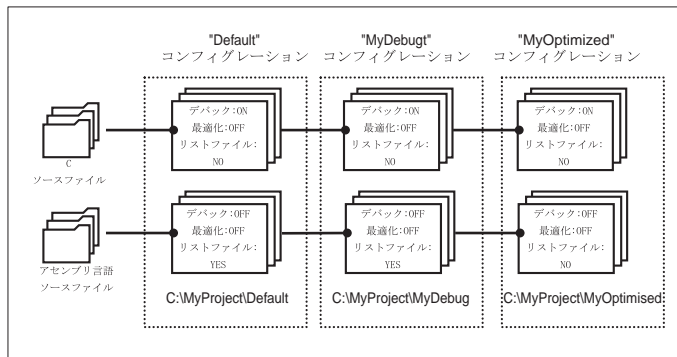 "Default"
コンフィグレーション
"MyDebugt"
コンフィグレーション
"MyOptimized"
コンフィグレーション
デバック:ON
最適化:OFF
リストファイル:
NO
デバック:ON
最適化:OFF
リストファイル:
NO
デバック:ON
最適化:OFF
リストファイル:
NO
C
ソースファイル
デバック:OFF
最適化:OFF
リストファイル:
YES
デバック:OFF
最適化:OFF
リストファイル:
YES
デバック:OFF
最適化:OFF
リストファイル:
NO
アセンブリ言語
ソースファイル
C:\MyProject\Default
C:\MyProject\MyDebug
C:\MyProject\MyOptimised